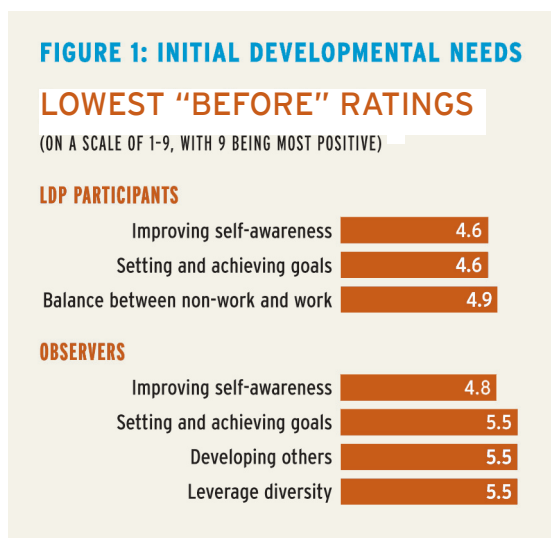 FIGURE 1: INITIAL DEVELOPMENTAL NEEDS
LOWEST “BEFORE” RATINGS
(ON A SCALE OF 1-9, WITH 9 BEING MOST POSITIVE)
LDP PARTICIPANTS
Improving self-awareness 4.6
Setting and achieving goals 4.6
Balance between non-work and work 4.9
OBSERVERS
Improving self-awareness 4.8
Setting and achieving goals 5.5
Developing others 5.5
Leverage diversity 5.5